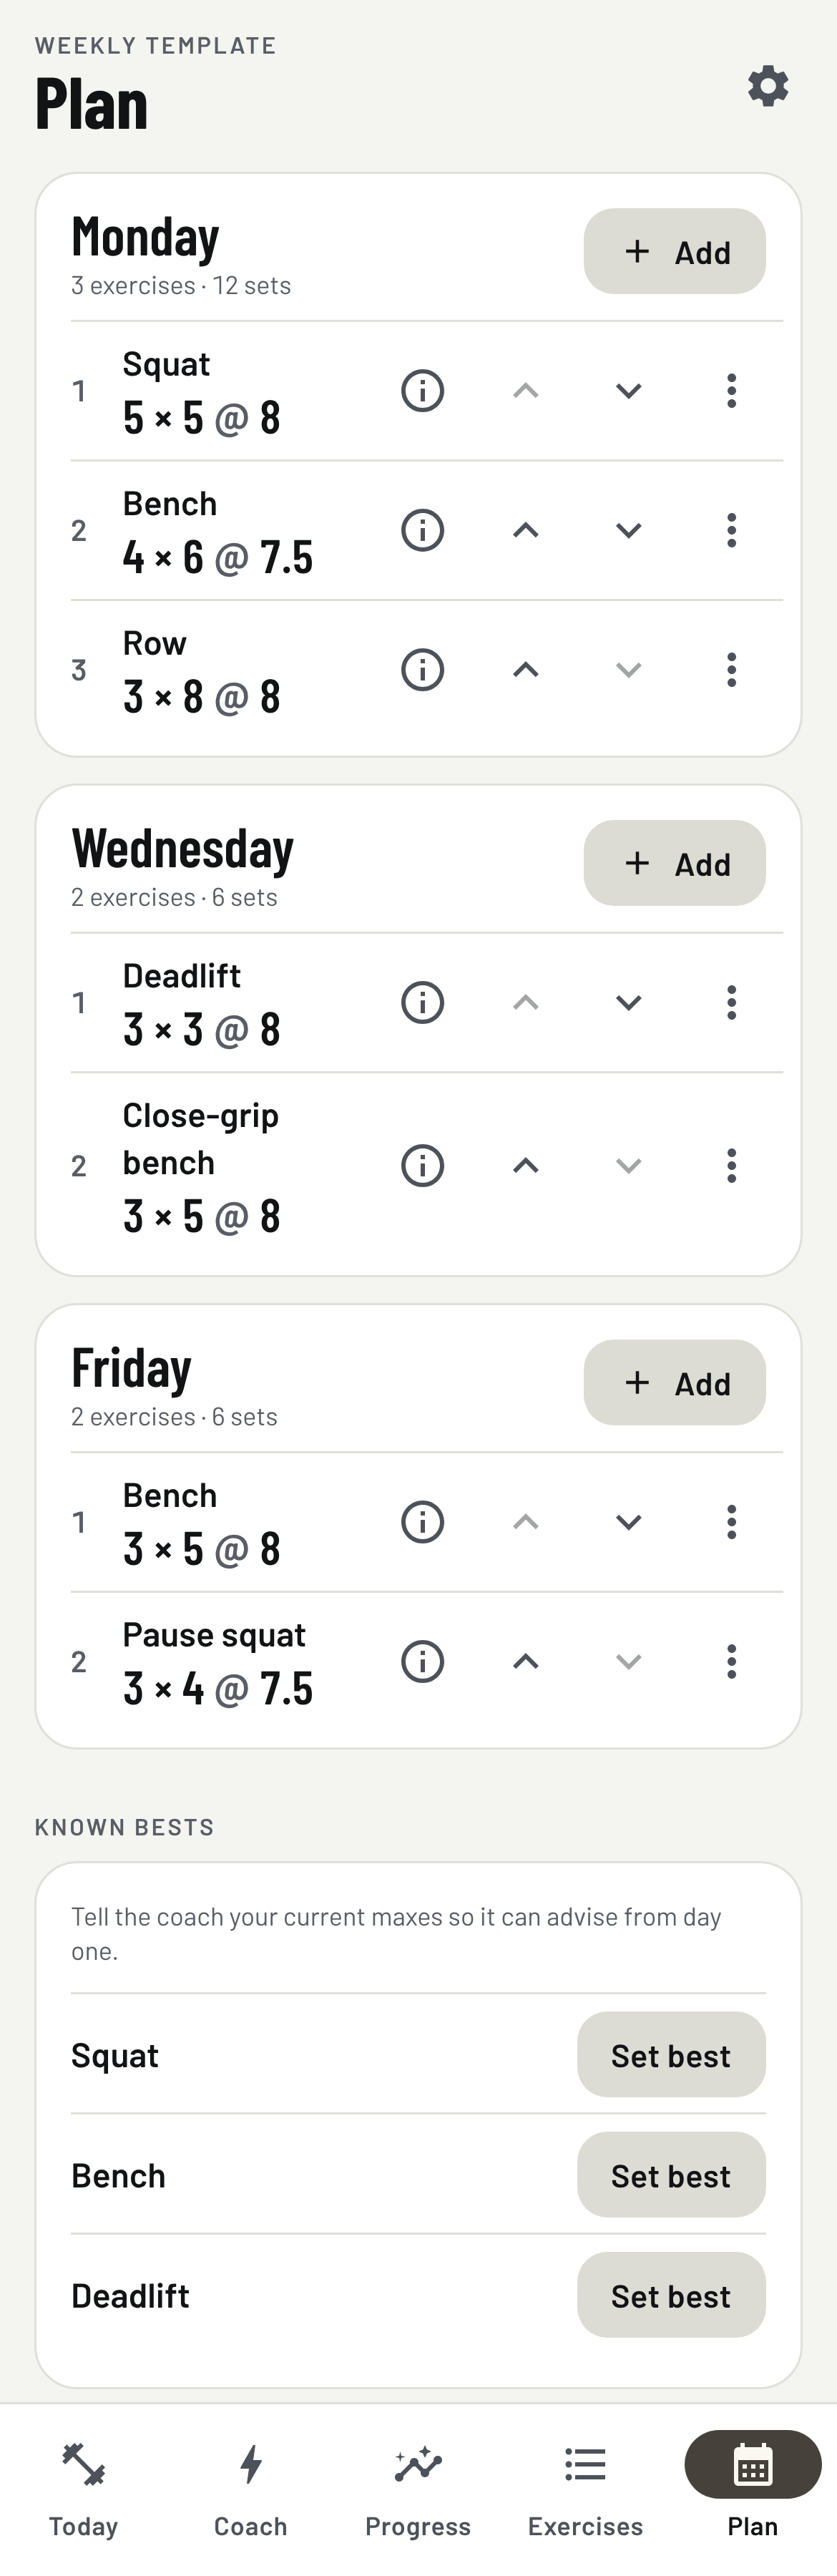 WEEKLY TEMPLATE
Plan
Monday
+ Add
3 exercises · 12 sets
1
Squat
5 × 5 @ 8
2
Bench
4 × 6 @ 7.5
3
Row
3 × 8 @ 8
Wednesday
+ Add
2 exercises · 6 sets
1
Deadlift
3 × 3 @ 8
2
Close-grip
bench
3 × 5 @ 8
Friday
+ Add
2 exercises · 6 sets
1
Bench
3 × 5 @ 8
2
Pause squat
3 × 4 @ 7.5
KNOWN BESTS
Tell the coach your current maxes so it can advise from day
one.
Squat
Set best
Bench
Set best
Deadlift
Set best
Today
Coach
Progress
Exercises
Plan